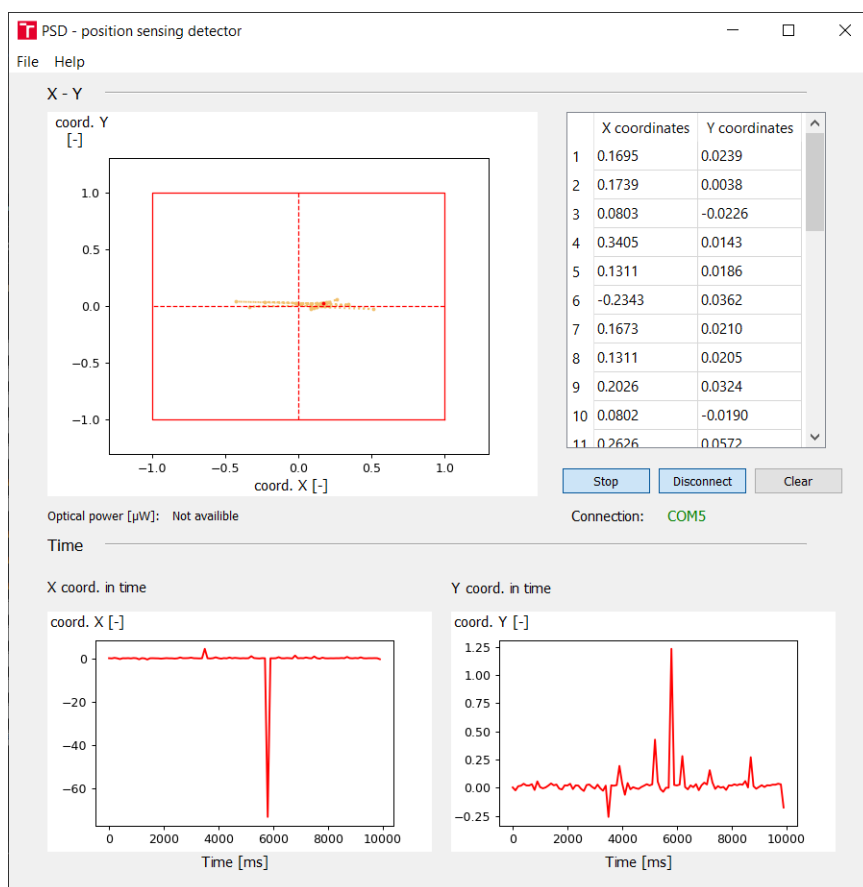 PSD - position sensing detector
File Help
X - Y
coord. Y
[-]
1.0
0.5
0.0
−0.5
−1.0
−1.0 −0.5 0.0 0.5 1.0
coord. X [-]
X coordinates Y coordinates
1 0.1695 0.0239
2 0.1739 0.0038
3 0.0803 -0.0226
4 0.3405 0.0143
5 0.1311 0.0186
6 -0.2343 0.0362
7 0.1673 0.0210
8 0.1311 0.0205
9 0.2026 0.0324
10 0.0802 -0.0190
11 0.2626 0.0572
Stop Disconnect Clear
Optical power [µW]: Not availible
Connection: COM5
Time
X coord. in time
coord. X [-]
0
−20
−40
−60
0 2000 4000 6000 8000 10000
Time [ms]
Y coord. in time
coord. Y [-]
1.25
1.00
0.75
0.50
0.25
0.00
−0.25
0 2000 4000 6000 8000 10000
Time [ms]